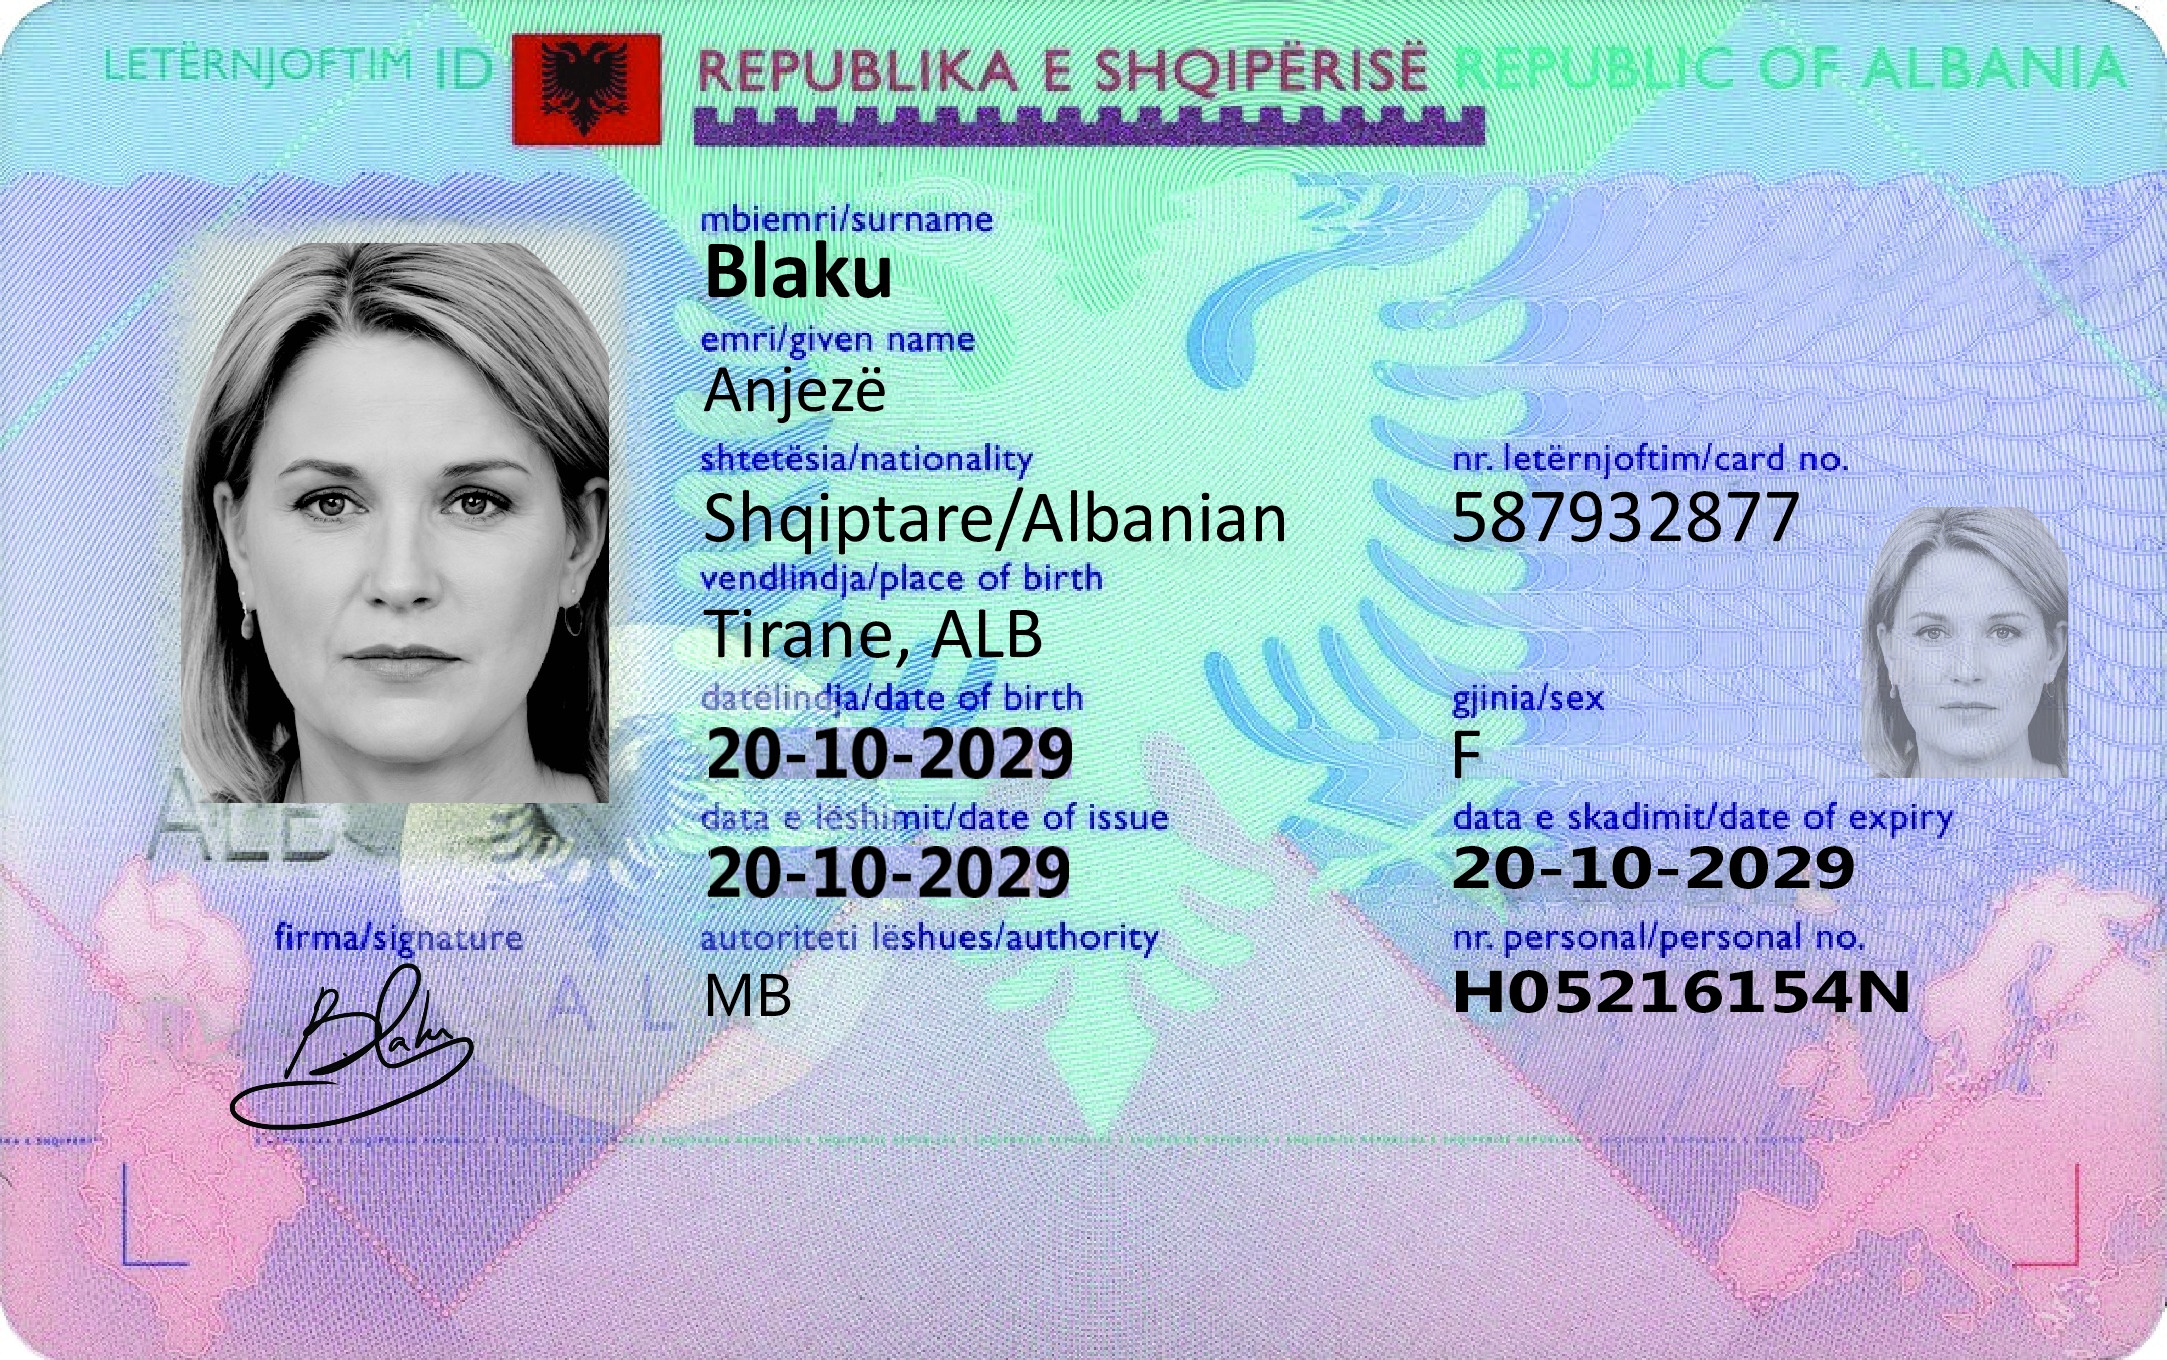 LETËRNJOFTIM ID REPUBLIKA E SHQIPËRISË REPUBLIC OF ALBANIA
mbiemri/surname
Blaku
emri/given name
Anjezë
shtetësia/nationality
Shqiptare/Albanian
nr. letërnjoftim/card no.
587932877
vendlindja/place of birth
Tirane, ALB
datëlindja/date of birth
20-10-2029
gjinia/sex
F
data e lëshimit/date of issue
20-10-2029
data e skadimit/date of expiry
20-10-2029
ALB
firma/signature
Blaku
autoriteti lëshues/authority
MB
nr. personal/personal no.
H05216154N
A L